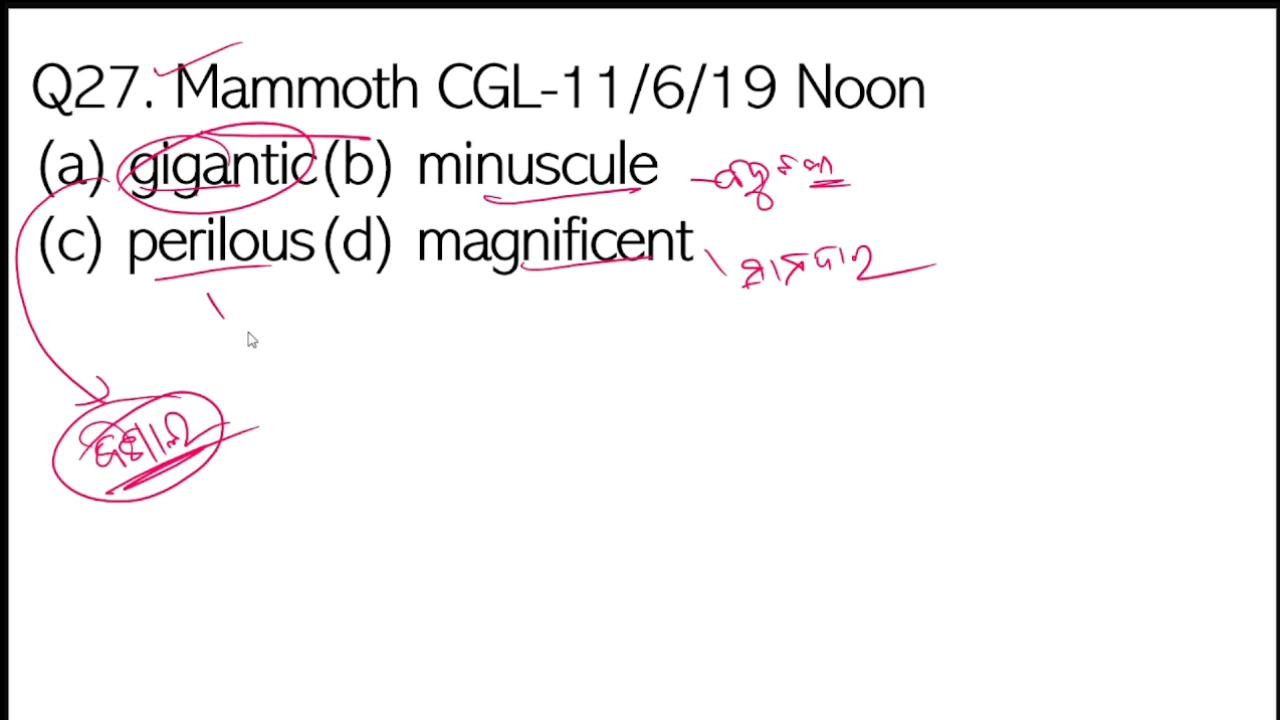 Q27. Mammoth CGL-11/6/19 Noon
(a) gigantic (b) minuscule
(c) perilous (d) magnificent